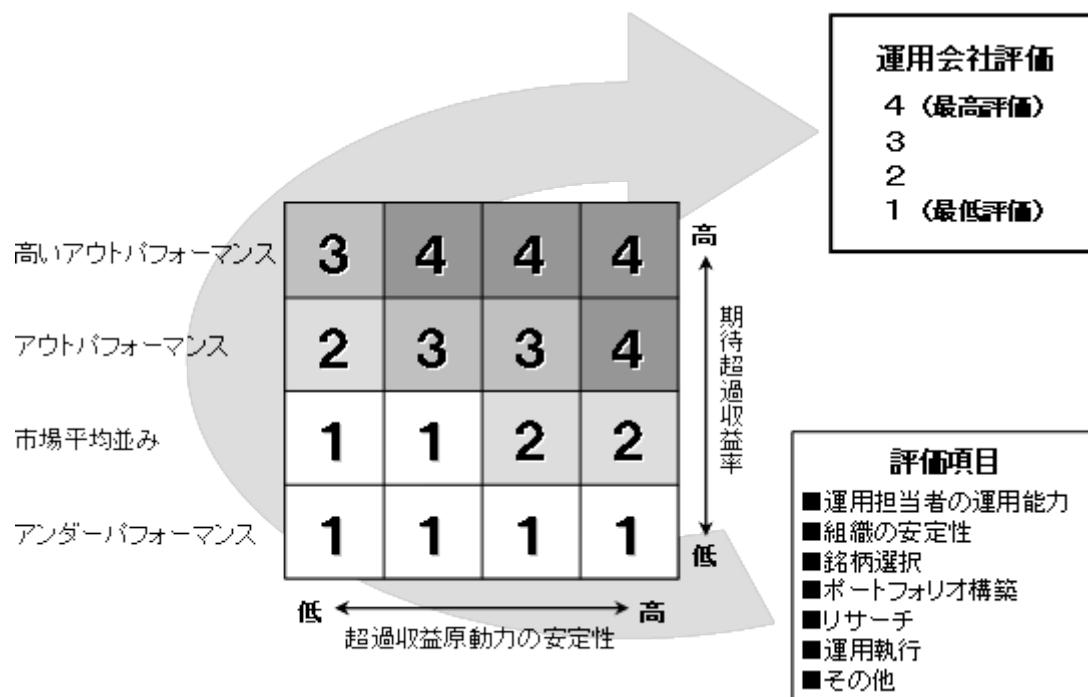 運用会社評価
4 (最高評価)
3
2
1 (最低評価)
高いアウトパフォーマンス
3 4 4 4
高
アウトパフォーマンス
2 3 3 4
期待超過収益率
市場平均並み
1 1 2 2
アンダーパフォーマンス
1 1 1 1
低
低
高
超過収益原動力の安定性
評価項目
■運用担当者の運用能力
■組織の安定性
■銘柄選択
■ポートフォリオ構築
■リサーチ
■運用執行
■その他